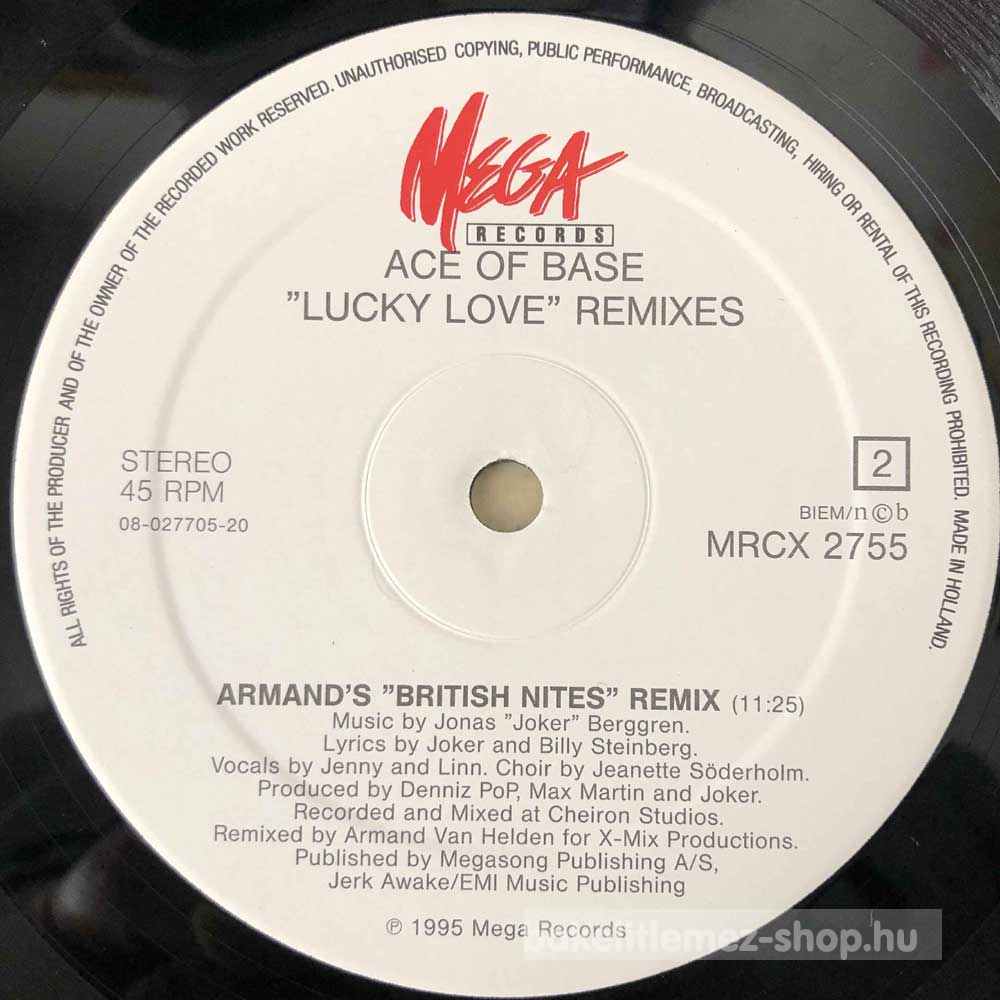 ALL RIGHTS OF THE PRODUCER AND OF THE OWNER OF THE RECORDED WORK RESERVED. UNAUTHORISED COPYING, PUBLIC PERFORMANCE, BROADCASTING, HIRING OR RENTAL OF THIS RECORDING PROHIBITED. MADE IN HOLLAND.
MEGA
RECORDS
ACE OF BASE
”LUCKY LOVE” REMIXES
STEREO
45 RPM
08-027705-20
2
BIEM/n©b
MRCX 2755
ARMAND'S ”BRITISH NITES” REMIX (11:25)
Music by Jonas ”Joker” Berggren.
Lyrics by Joker and Billy Steinberg.
Vocals by Jenny and Linn. Choir by Jeanette Söderholm.
Produced by Denniz PoP, Max Martin and Joker.
Recorded and Mixed at Cheiron Studios.
Remixed by Armand Van Helden for X-Mix Productions.
Published by Megasong Publishing A/S,
Jerk Awake/EMI Music Publishing
℗ 1995 Mega Records
bakelitlemez-shop.hu